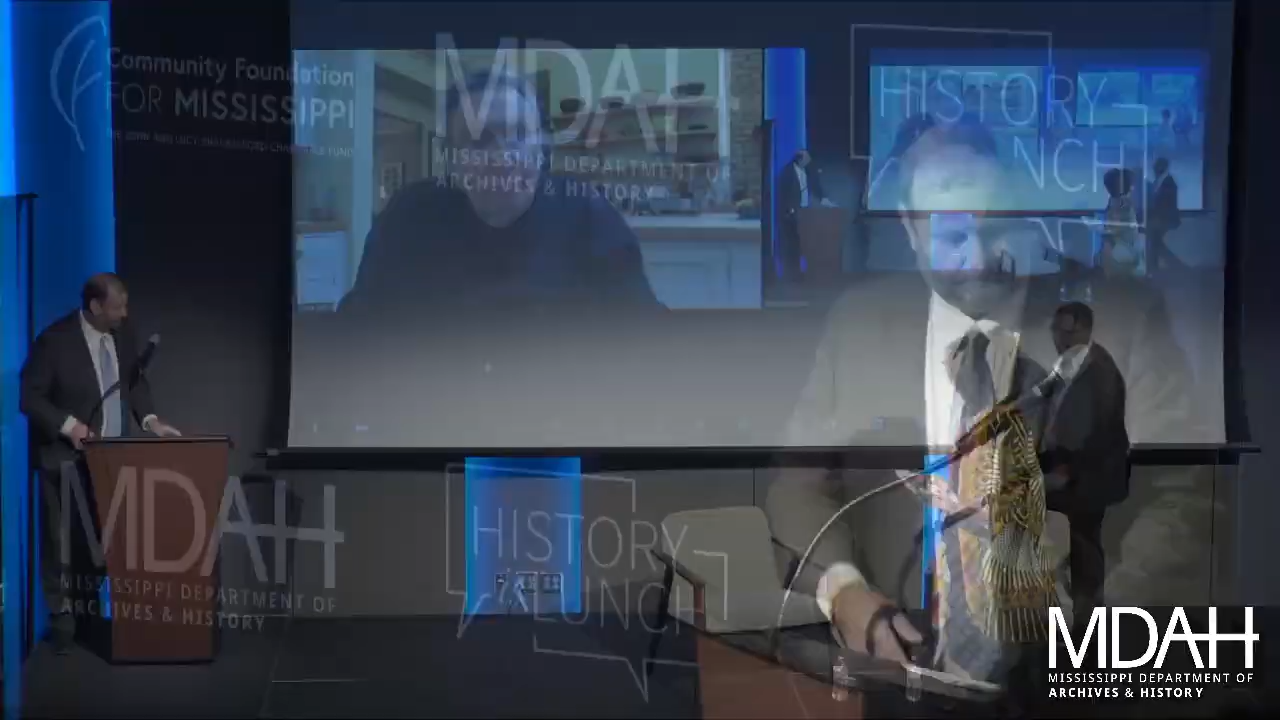 Community Foundation
FOR MISSISSIPPI
MDAH
MISSISSIPPI DEPARTMENT OF
ARCHIVES & HISTORY
HISTORY
LUNCH
MDAH
MISSISSIPPI DEPARTMENT OF
ARCHIVES & HISTORY
HISTORY
IS LUNCH
MDAH
MISSISSIPPI DEPARTMENT OF
ARCHIVES & HISTORY